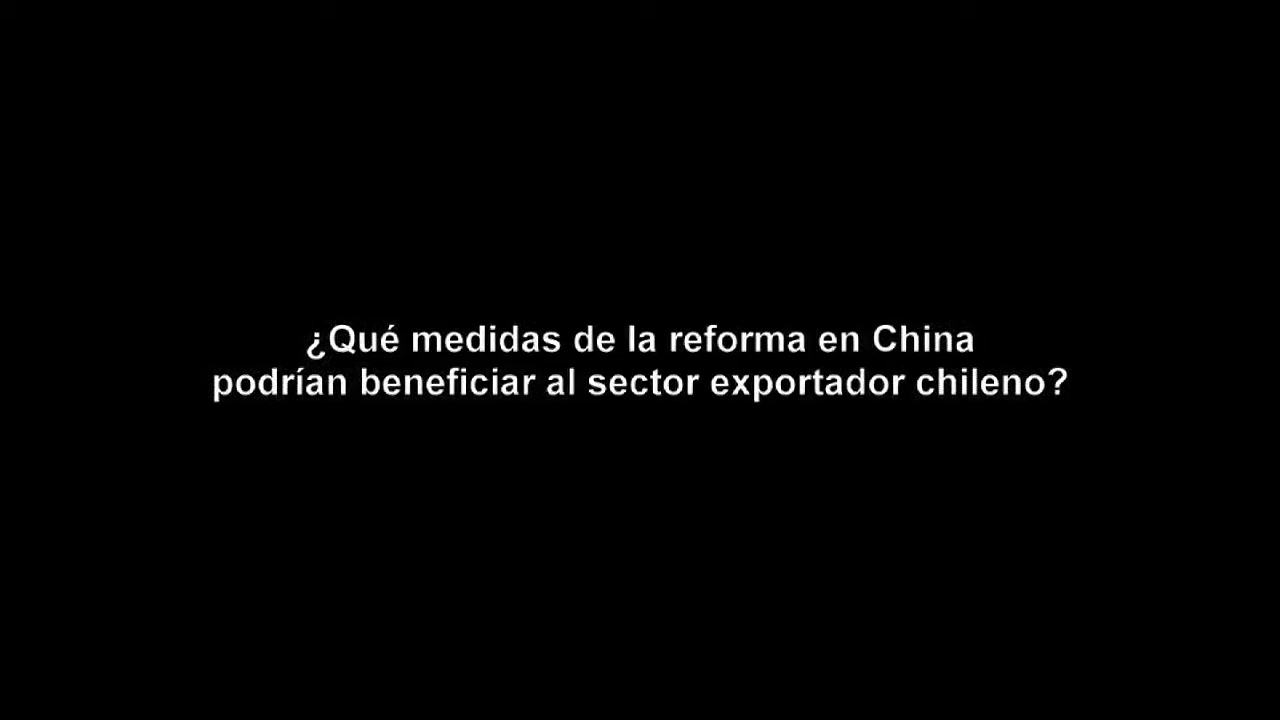 ¿Qué medidas de la reforma en China
podrían beneficiar al sector exportador chileno?